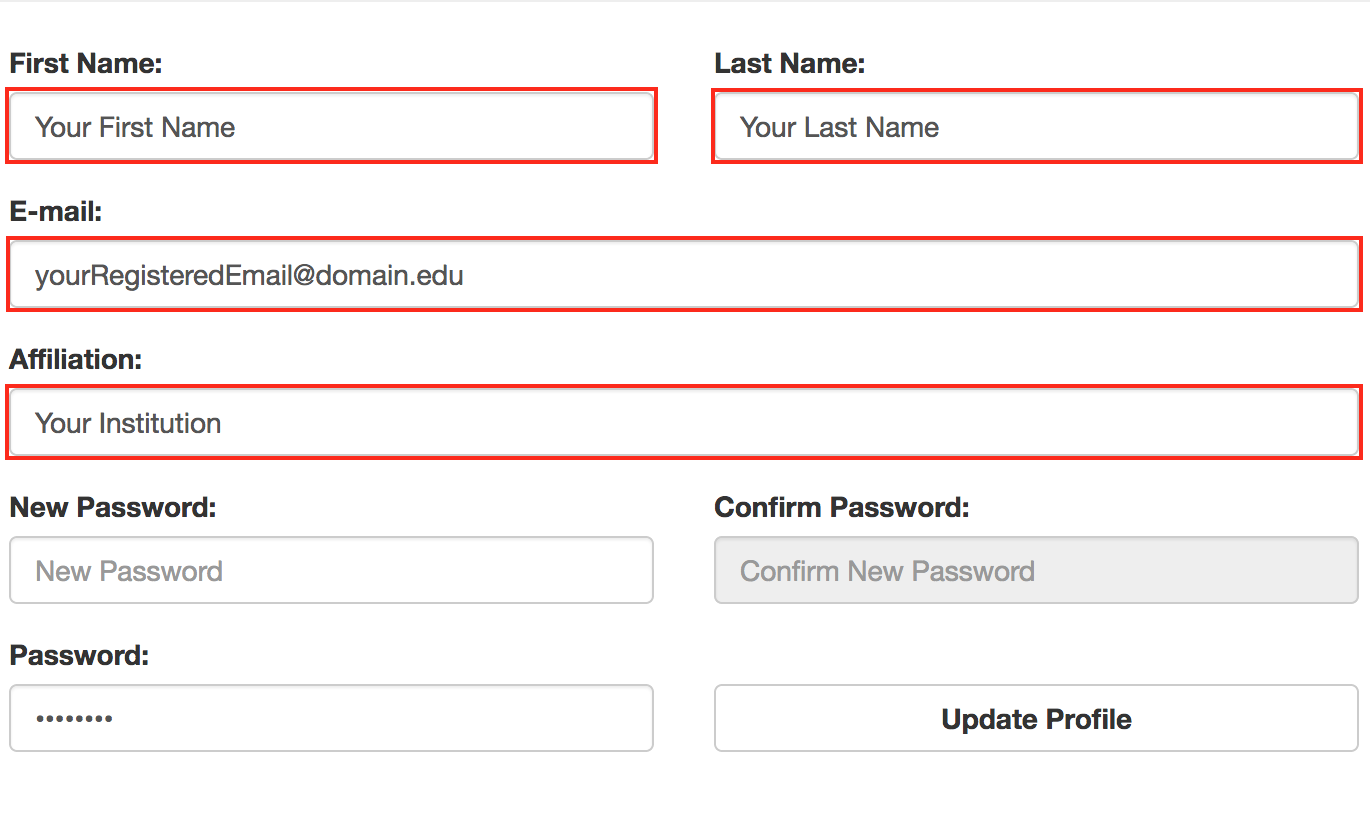 First Name: Last Name:
Your First Name Your Last Name
E-mail:
yourRegisteredEmail@domain.edu
Affiliation:
Your Institution
New Password: Confirm Password:
New Password Confirm New Password
Password:
•••••••• Update Profile